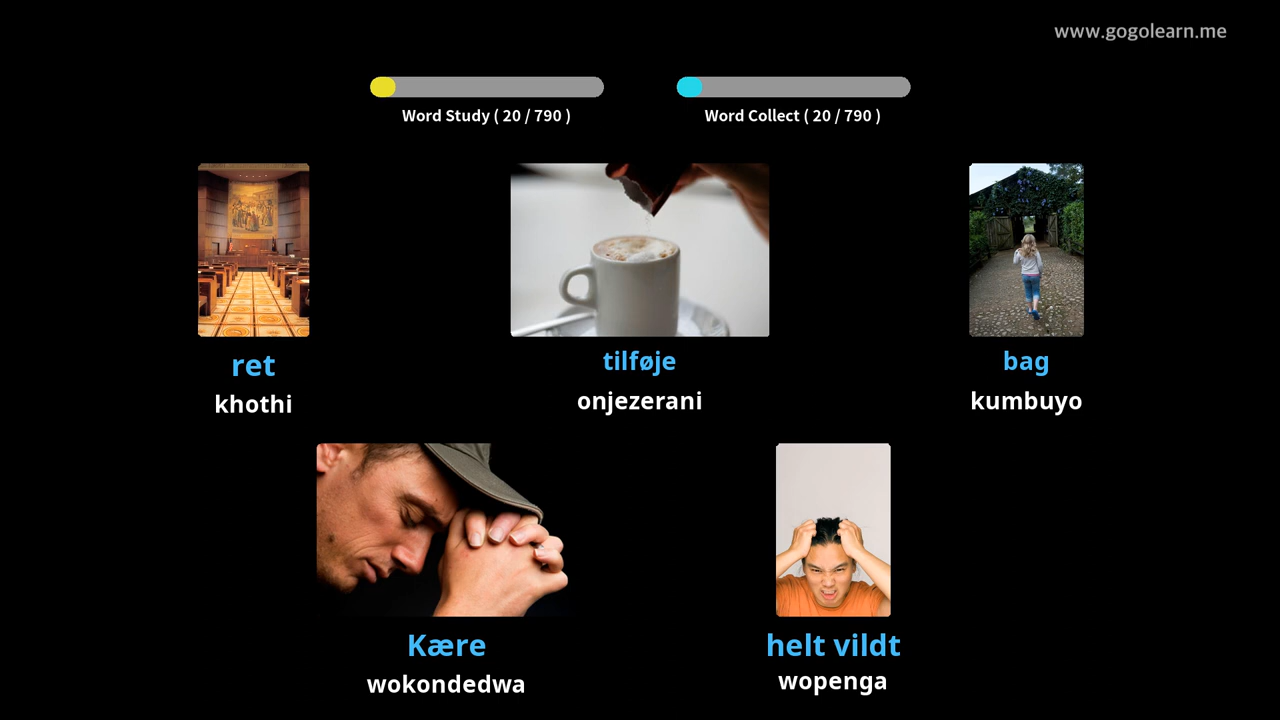 www.gogolearn.me
Word Study ( 20 / 790 )
Word Collect ( 20 / 790 )
ret
khothi
tilføje
onjezerani
bag
kumbuyo
Kære
wokondedwa
helt vildt
wopenga